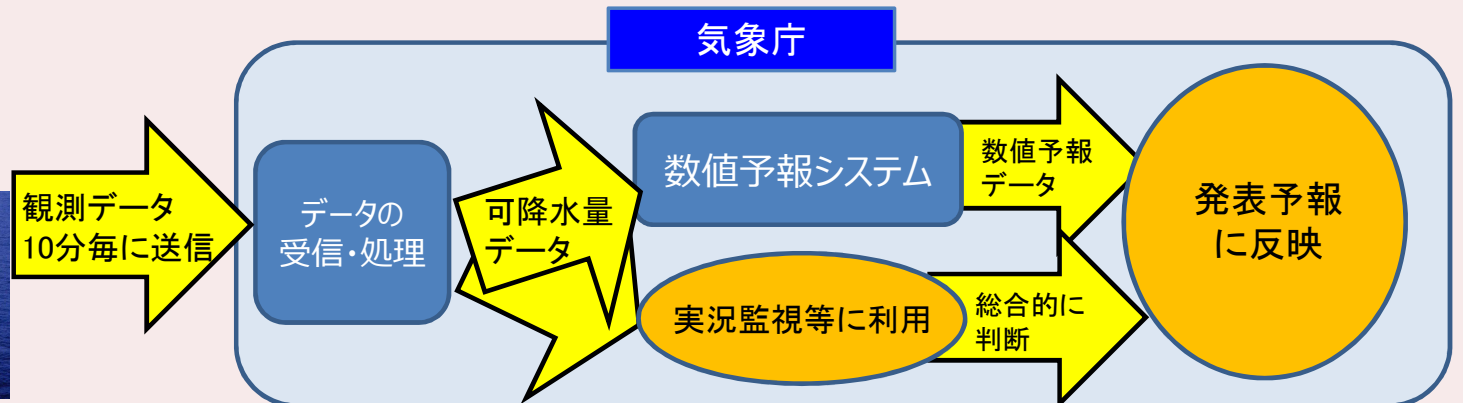 気象庁
観測データ
10分毎に送信
データの
受信・処理
可降水量
データ
数値予報システム
数値予報
データ
実況監視等に利用
総合的に
判断
発表予報
に反映